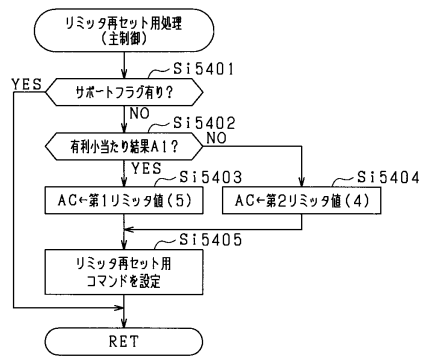 リミッタ再セット用処理
(主制御)
Si5401
YES
サポートフラグ有り?
NO
Si5402
有利小当たり結果A1?
NO
YES
Si5403
Si5404
AC←第1リミッタ値(5)
AC←第2リミッタ値(4)
Si5405
リミッタ再セット用
コマンドを設定
RET